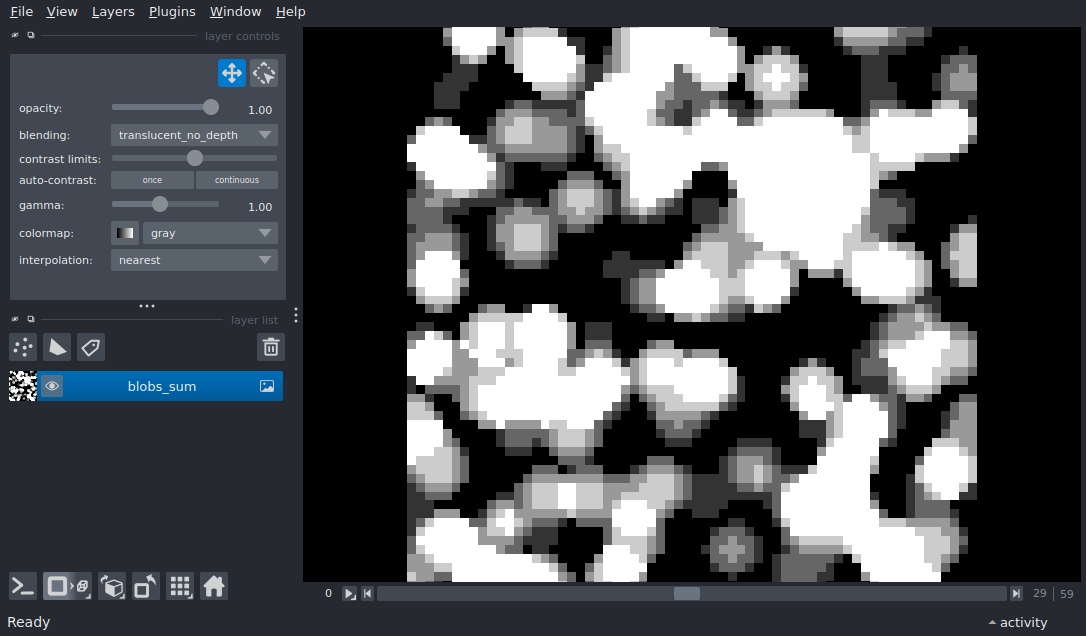 File View Layers Plugins Window Help
layer controls
opacity: 1.00
blending: translucent_no_depth
contrast limits:
auto-contrast: once continuous
gamma: 1.00
colormap: gray
interpolation: nearest
layer list
blobs_sum
0 29 59
Ready activity